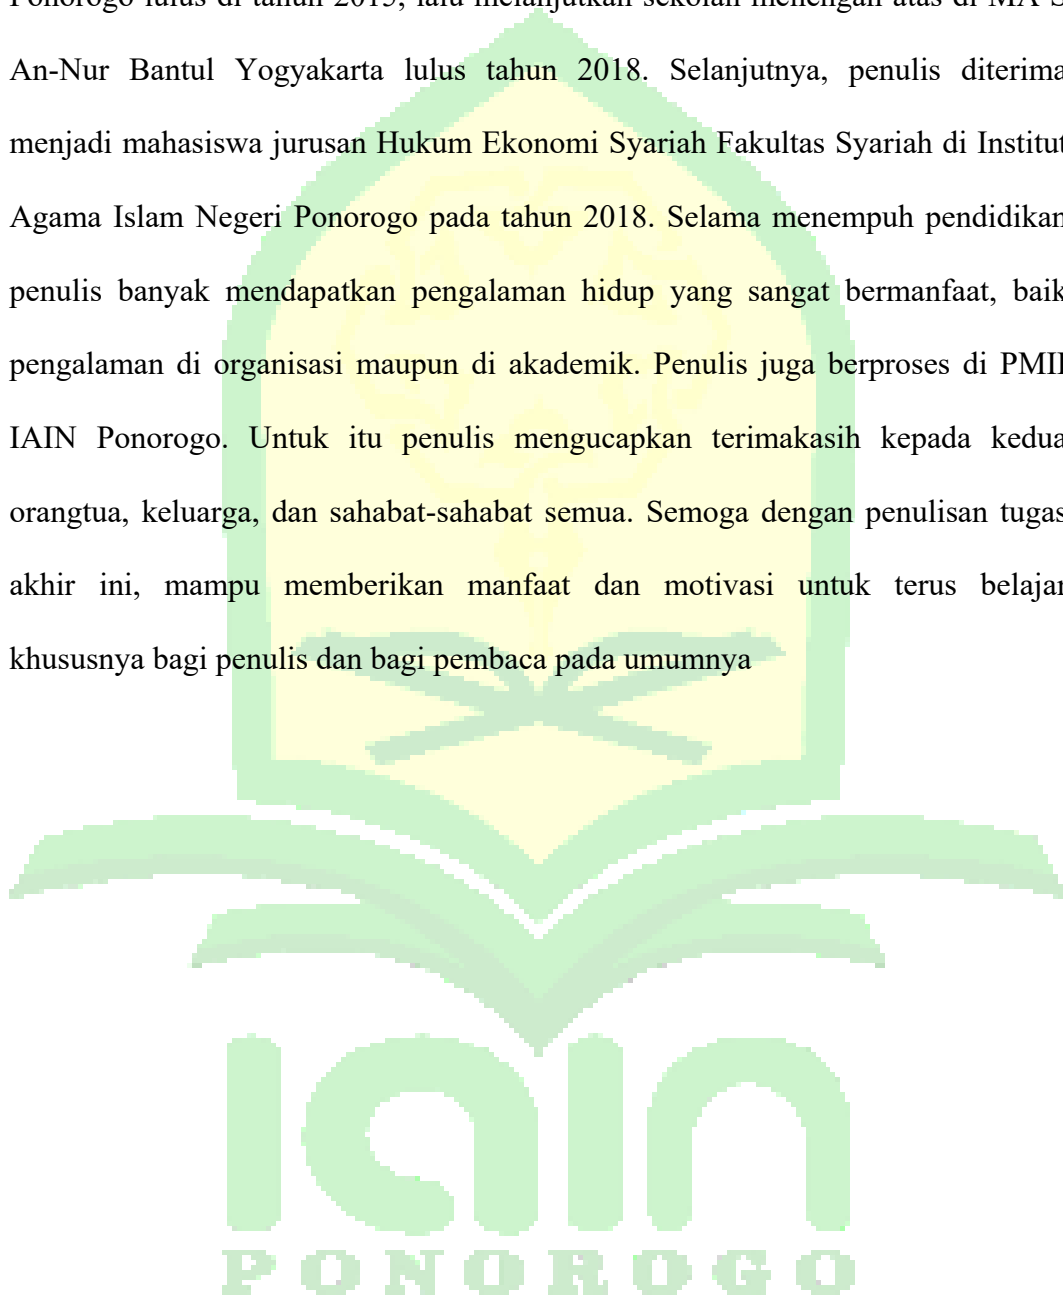 Ponorogo lulus di tahun 2015, lalu melanjutkan sekolah menengah atas di MA S
An-Nur Bantul Yogyakarta lulus tahun 2018. Selanjutnya, penulis diterima
menjadi mahasiswa jurusan Hukum Ekonomi Syariah Fakultas Syariah di Institut
Agama Islam Negeri Ponorogo pada tahun 2018. Selama menempuh pendidikan
penulis banyak mendapatkan pengalaman hidup yang sangat bermanfaat, baik
pengalaman di organisasi maupun di akademik. Penulis juga berproses di PMII
IAIN Ponorogo. Untuk itu penulis mengucapkan terimakasih kepada kedua
orangtua, keluarga, dan sahabat-sahabat semua. Semoga dengan penulisan tugas
akhir ini, mampu memberikan manfaat dan motivasi untuk terus belajar
khususnya bagi penulis dan bagi pembaca pada umumnya
iain
PONOROGO